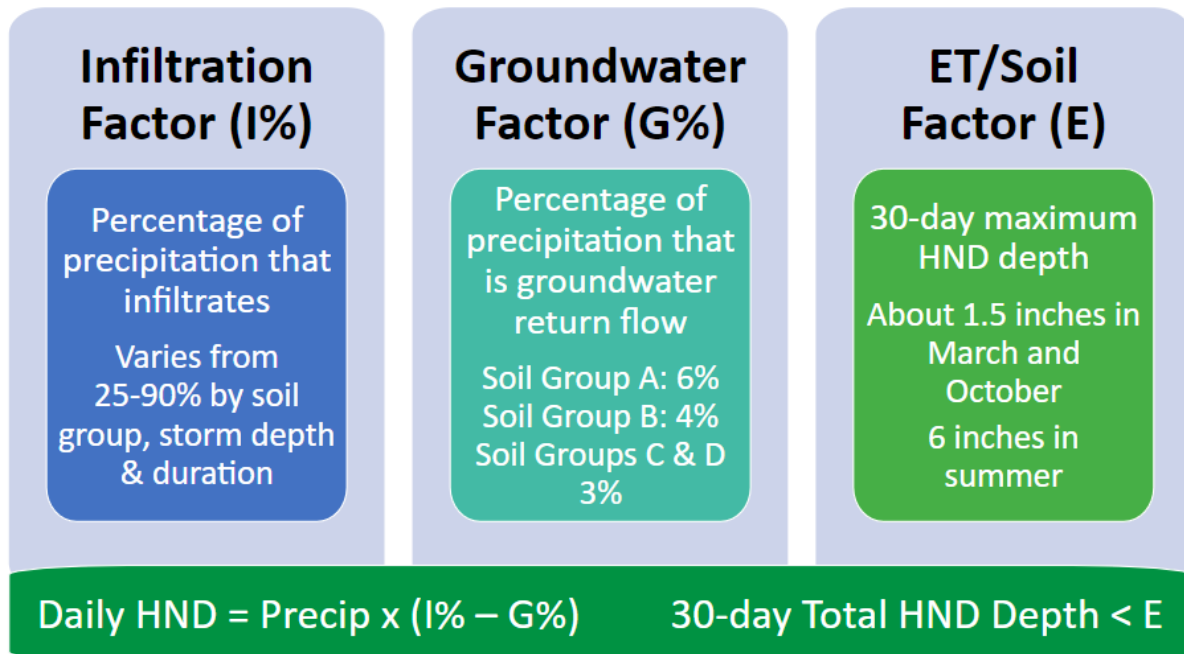 Infiltration
Factor (I%)
Percentage of
precipitation that
infiltrates
Varies from
25-90% by soil
group, storm depth
& duration
Groundwater
Factor (G%)
Percentage of
precipitation that
is groundwater
return flow
Soil Group A: 6%
Soil Group B: 4%
Soil Groups C & D
3%
ET/Soil
Factor (E)
30-day maximum
HND depth
About 1.5 inches in
March and
October
6 inches in
summer
Daily HND = Precip x (I% – G%)
30-day Total HND Depth < E